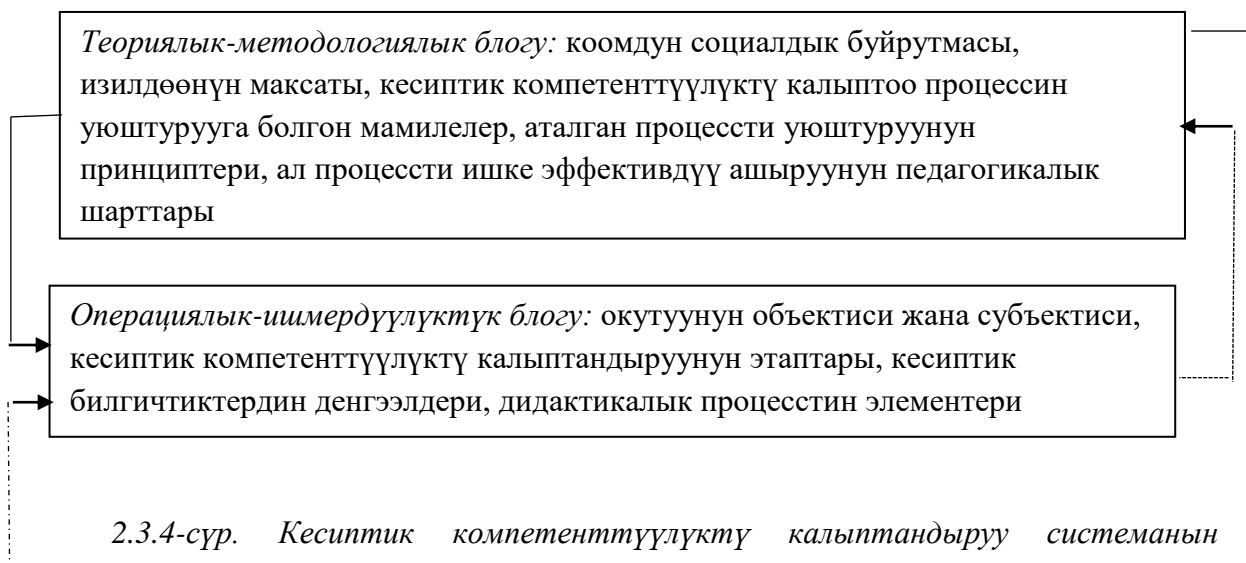 Теориялык-методологиялык блогу: коомдун социалдык буйрутмасы,
изилдөөнүн максаты, кесиптик компетенттүүлүктү калыптоо процессин
уюштурууга болгон мамилелер, аталган процессти уюштуруунун
принциптери, ал процессти ишке эффективдүү ашыруунун педагогикалык
шарттары
Операциялык-ишмердүүлүктүк блогу: окутуунун объектиси жана субъектиси,
кесиптик компетенттүүлүктү калыптандыруунун этаптары, кесиптик
билгичтиктердин денгээлдери, дидактикалык процесстин элементери
2.3.4-сүр. Кесиптик компетенттүүлүктү калыптандыруу системанын